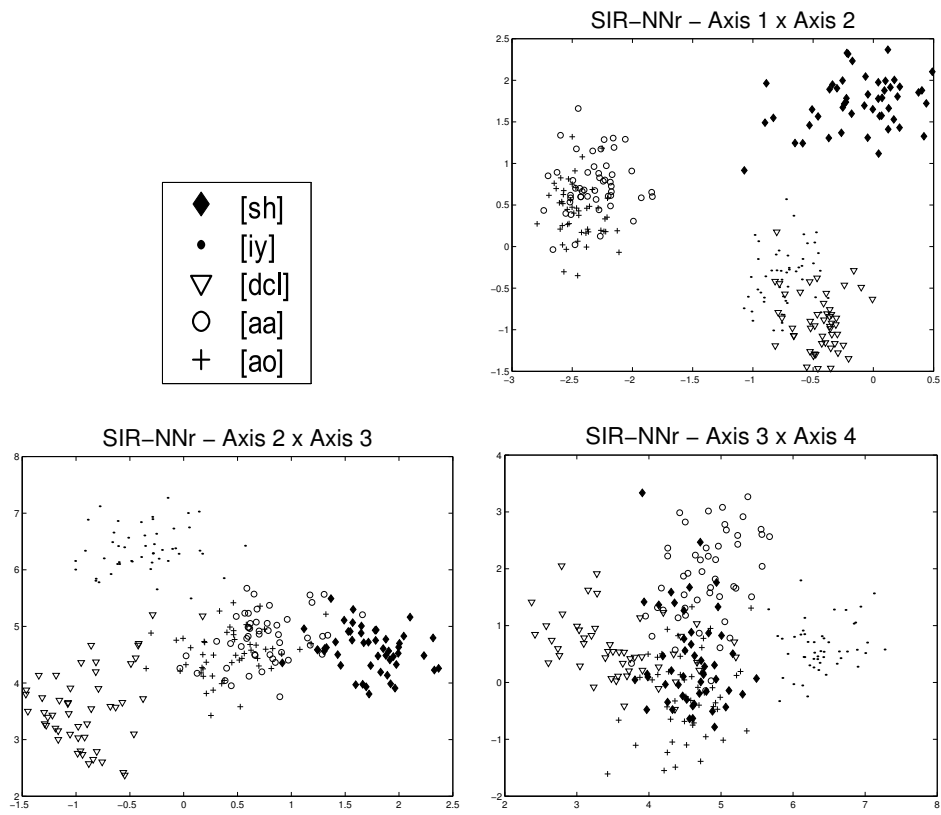 SIR–NNr – Axis 1 x Axis 2
2.5
2
1.5
1
0.5
0
−0.5
−1
−1.5
−3 −2.5 −2 −1.5 −1 −0.5 0 0.5
[sh]
[iy]
[dcl]
[aa]
[ao]
SIR–NNr – Axis 2 x Axis 3
8
7
6
5
4
3
2
−1.5 −1 −0.5 0 0.5 1 1.5 2 2.5
SIR–NNr – Axis 3 x Axis 4
4
3
2
1
0
−1
−2
2 3 4 5 6 7 8